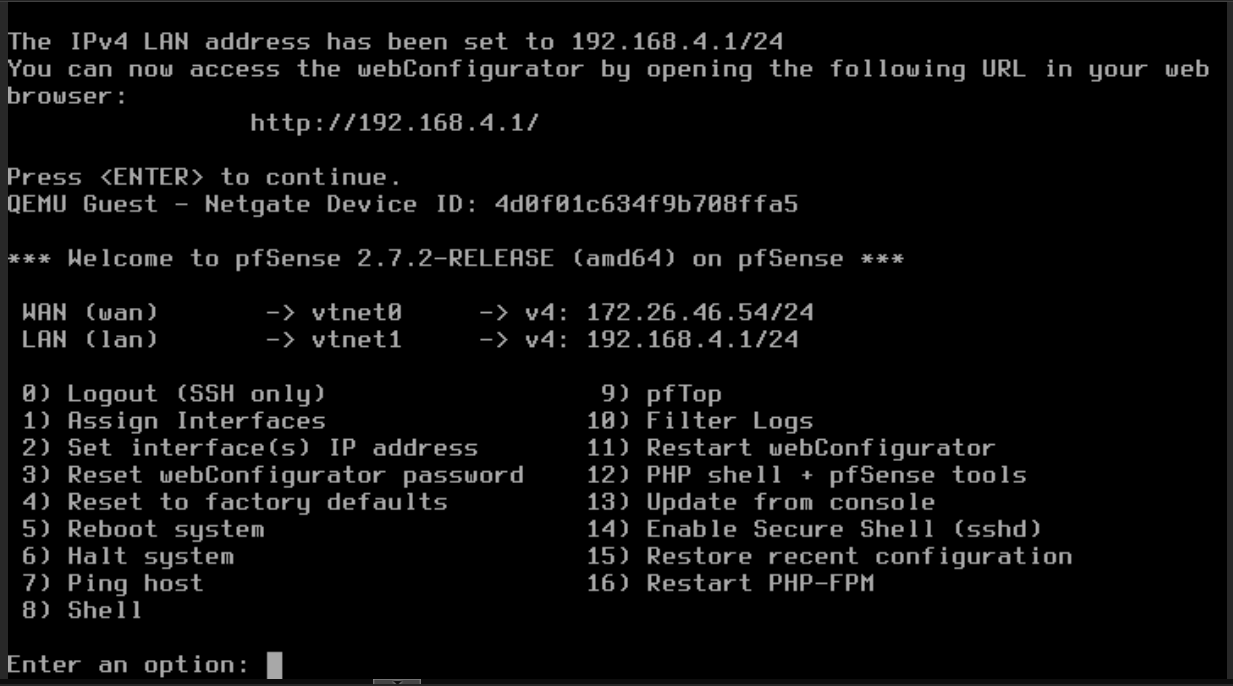 The IPv4 LAN address has been set to 192.168.4.1/24
You can now access the webConfigurator by opening the following URL in your web
browser:
http://192.168.4.1/
Press <ENTER> to continue.
QEMU Guest - Netgate Device ID: 4d0f01c634f9b708ffa5
*** Welcome to pfSense 2.7.2-RELEASE (amd64) on pfSense ***
WAN (wan) -> vtnet0 -> v4: 172.26.46.54/24
LAN (lan) -> vtnet1 -> v4: 192.168.4.1/24
0) Logout (SSH only) 9) pfTop
1) Assign Interfaces 10) Filter Logs
2) Set interface(s) IP address 11) Restart webConfigurator
3) Reset webConfigurator password 12) PHP shell + pfSense tools
4) Reset to factory defaults 13) Update from console
5) Reboot system 14) Enable Secure Shell (sshd)
6) Halt system 15) Restore recent configuration
7) Ping host 16) Restart PHP-FPM
8) Shell
Enter an option: